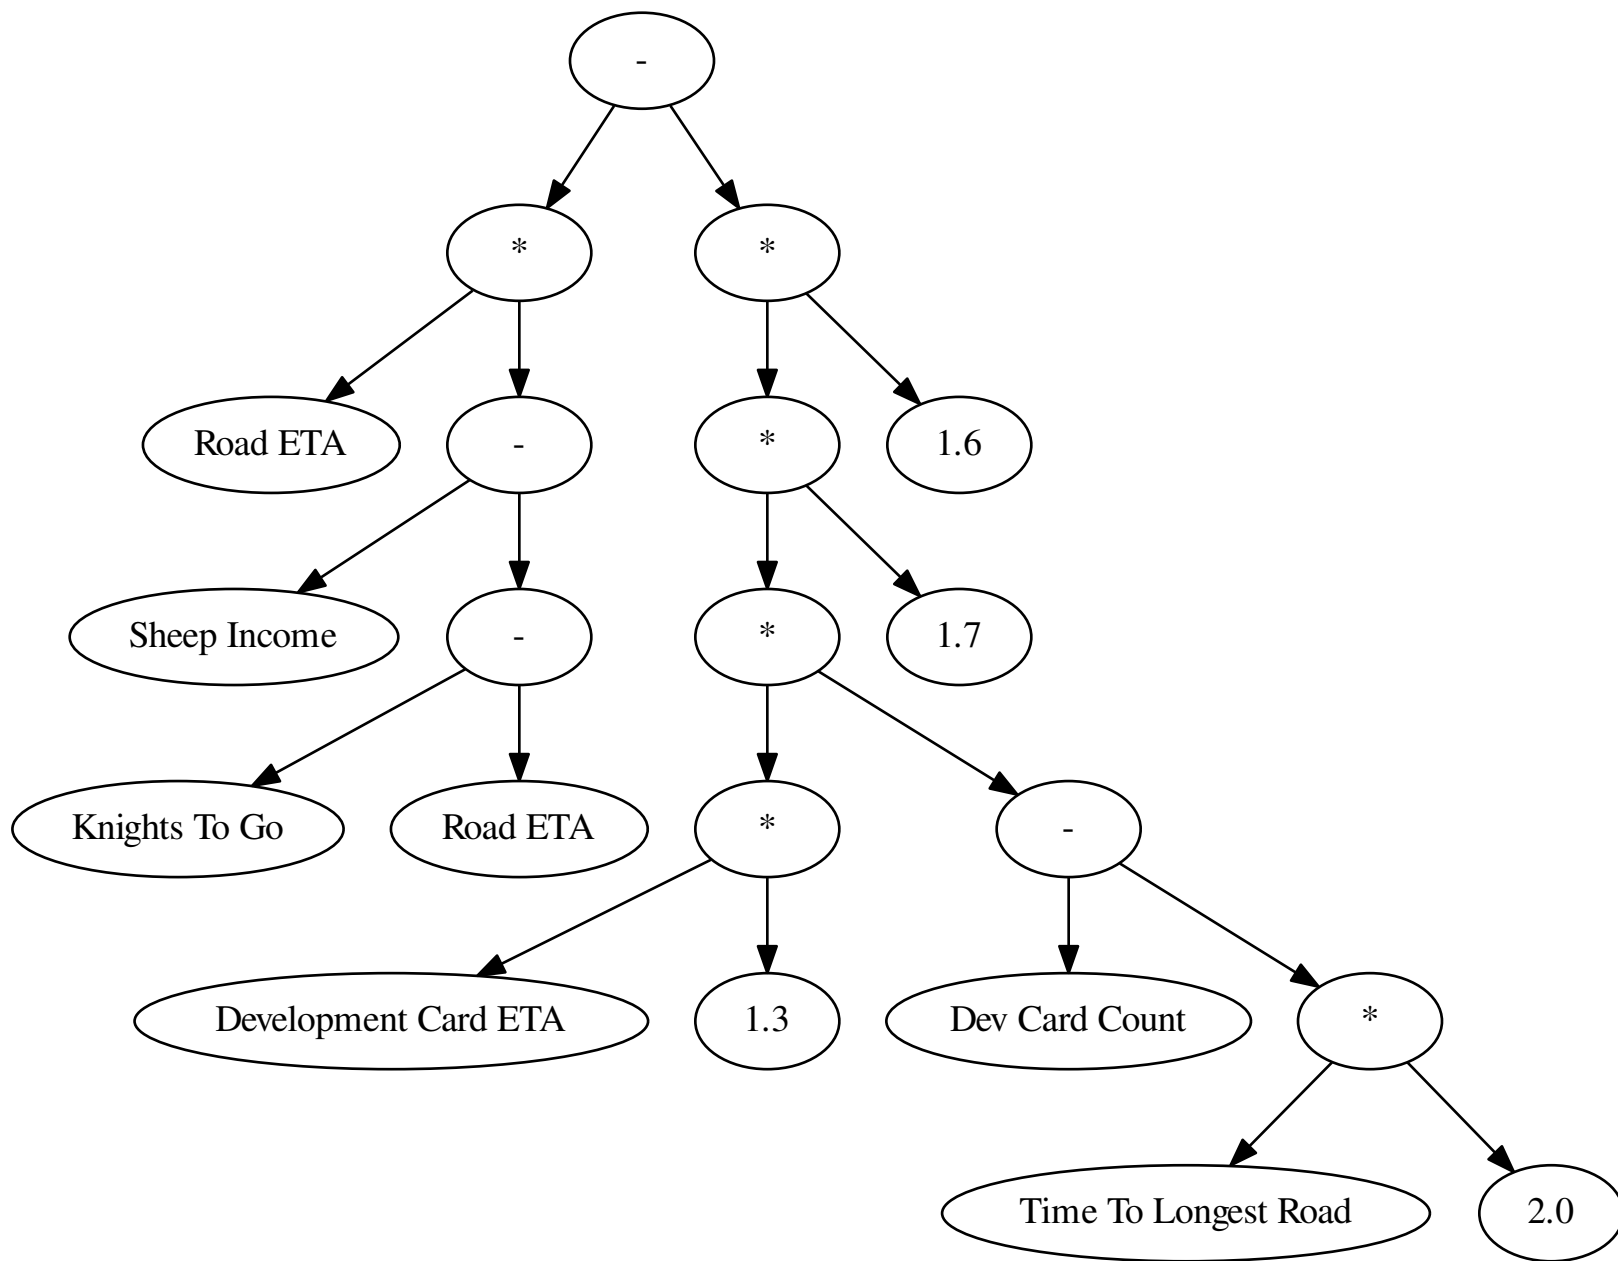 -
*
*
Road ETA
-
*
1.6
Sheep Income
-
*
1.7
Knights To Go
Road ETA
*
-
Development Card ETA
1.3
Dev Card Count
*
Time To Longest Road
2.0